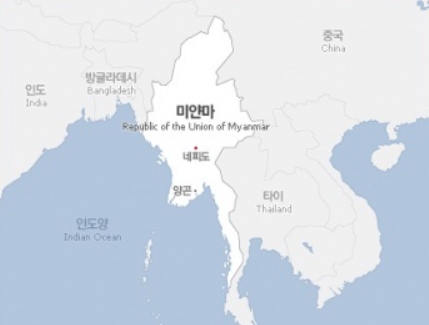 중국
China
방글라데시
Bangladesh
인도
India
미얀마
Republic of the Union of Myanmar
네피도
양곤
타이
Thailand
인도양
Indian Ocean